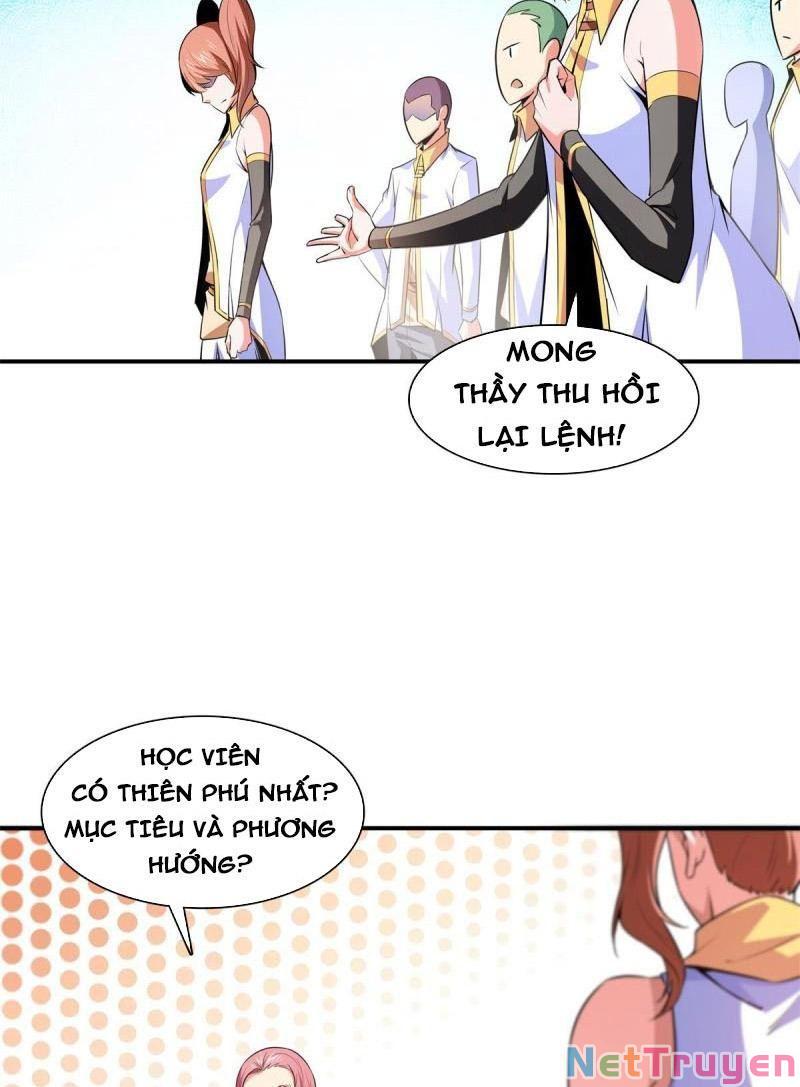 MONG
THẦY THU HỒI
LẠI LỆNH!
HỌC VIÊN
CÓ THIÊN PHÚ NHẤT?
MỤC TIÊU VÀ PHƯƠNG
HƯỚNG?
NetTruyen